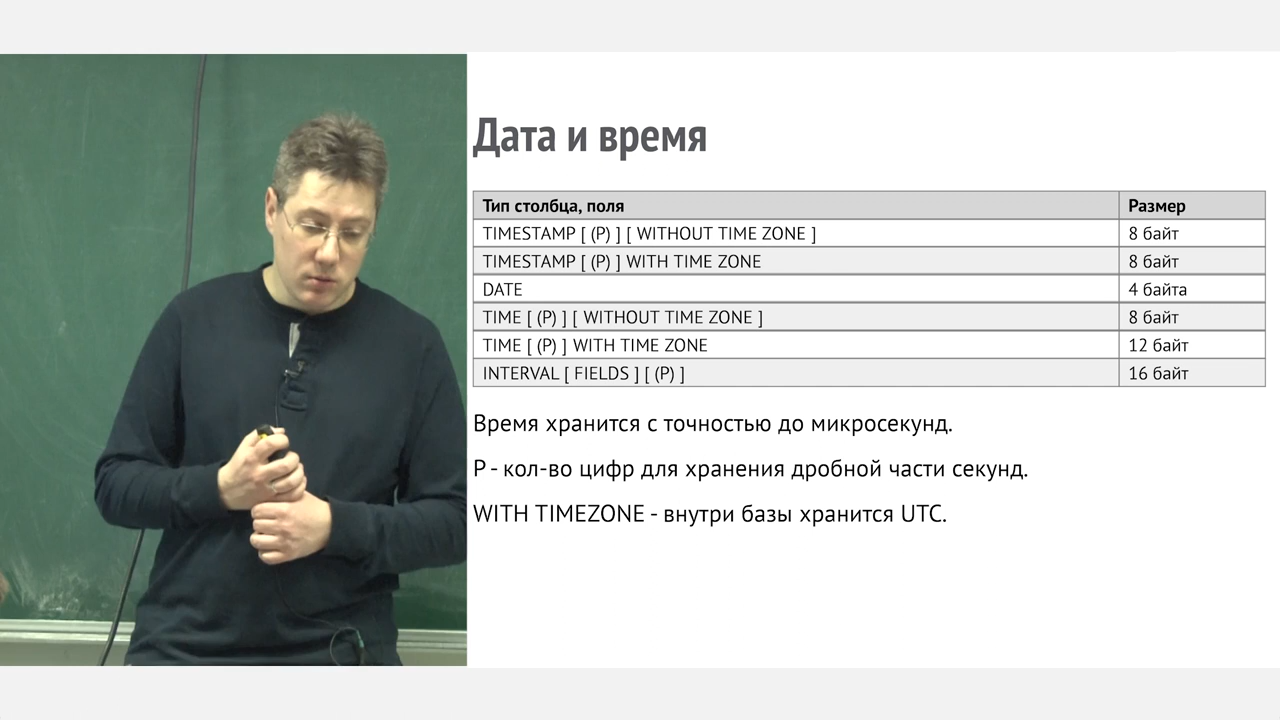 Дата и время
Тип столбца, поля Размер
TIMESTAMP [ (P) ] [ WITHOUT TIME ZONE ] 8 байт
TIMESTAMP [ (P) ] WITH TIME ZONE 8 байт
DATE 4 байта
TIME [ (P) ] [ WITHOUT TIME ZONE ] 8 байт
TIME [ (P) ] WITH TIME ZONE 12 байт
INTERVAL [ FIELDS ] [ (P) ] 16 байт
Время хранится с точностью до микросекунд.
P - кол-во цифр для хранения дробной части секунд.
WITH TIMEZONE - внутри базы хранится UTC.